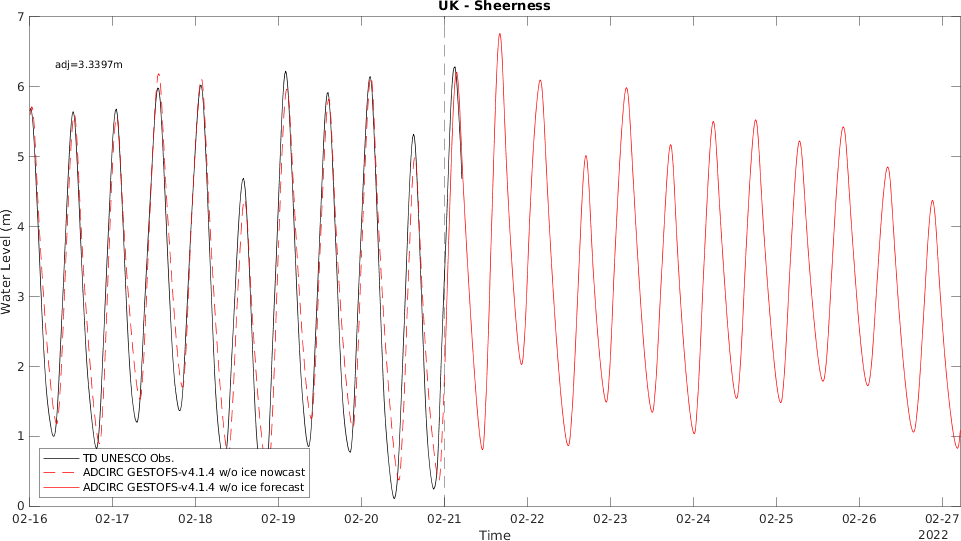 UK - Sheerness
7
adj=3.3397m
6
5
4
3
2
1
0
Water Level (m)
TD UNESCO Obs.
ADCIRC GESTOFS-v4.1.4 w/o ice nowcast
ADCIRC GESTOFS-v4.1.4 w/o ice forecast
02-16 02-17 02-18 02-19 02-20 02-21 02-22 02-23 02-24 02-25 02-26 02-27
Time 2022